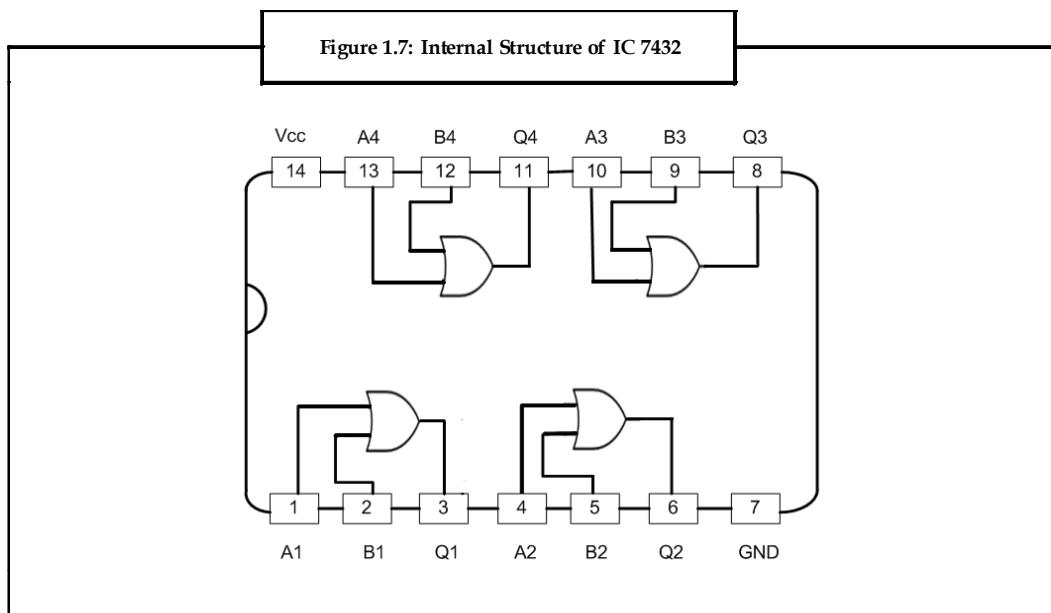 Figure 1.7: Internal Structure of IC 7432
Vcc A4 B4 Q4 A3 B3 Q3
14 13 12 11 10 9 8
1 2 3 4 5 6 7
A1 B1 Q1 A2 B2 Q2 GND